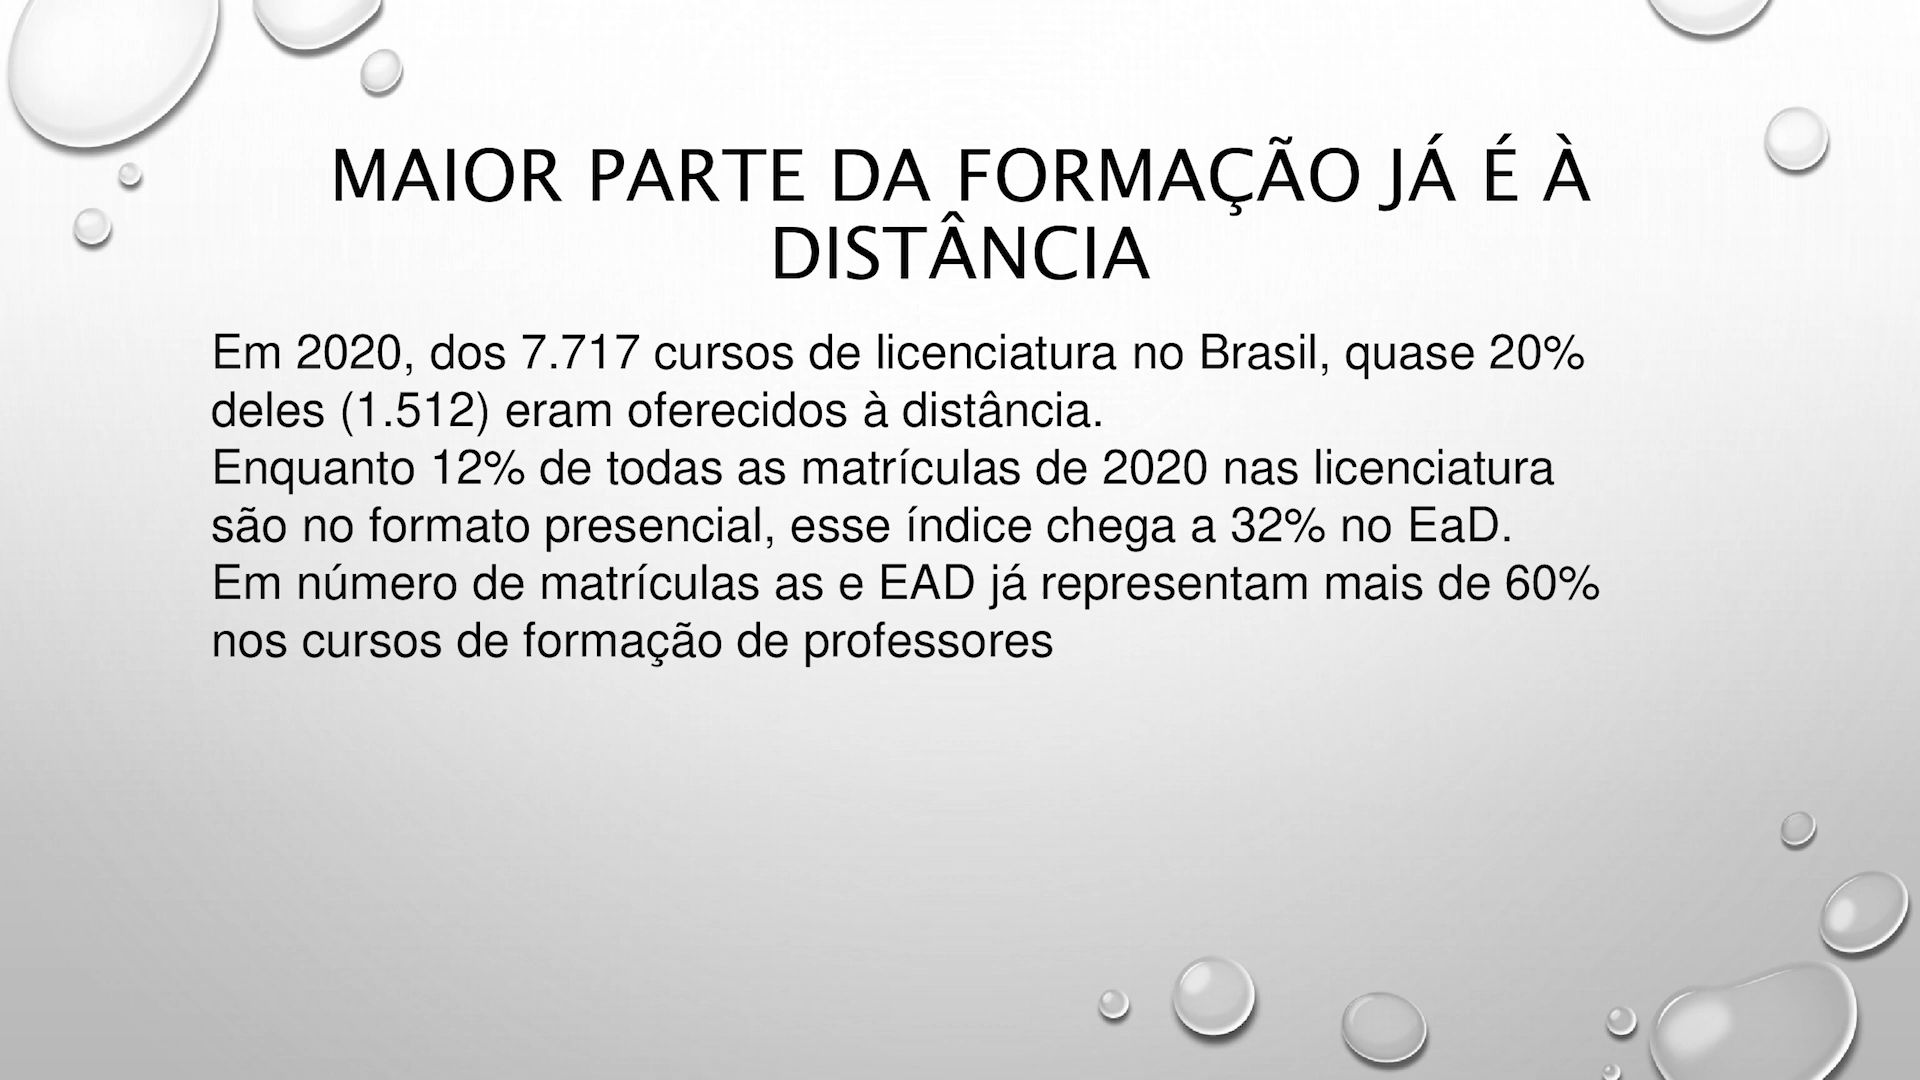 MAIOR PARTE DA FORMAÇÃO JÁ É À
DISTÂNCIA
Em 2020, dos 7.717 cursos de licenciatura no Brasil, quase 20%
deles (1.512) eram oferecidos à distância.
Enquanto 12% de todas as matrículas de 2020 nas licenciatura
são no formato presencial, esse índice chega a 32% no EaD.
Em número de matrículas as e EAD já representam mais de 60%
nos cursos de formação de professores